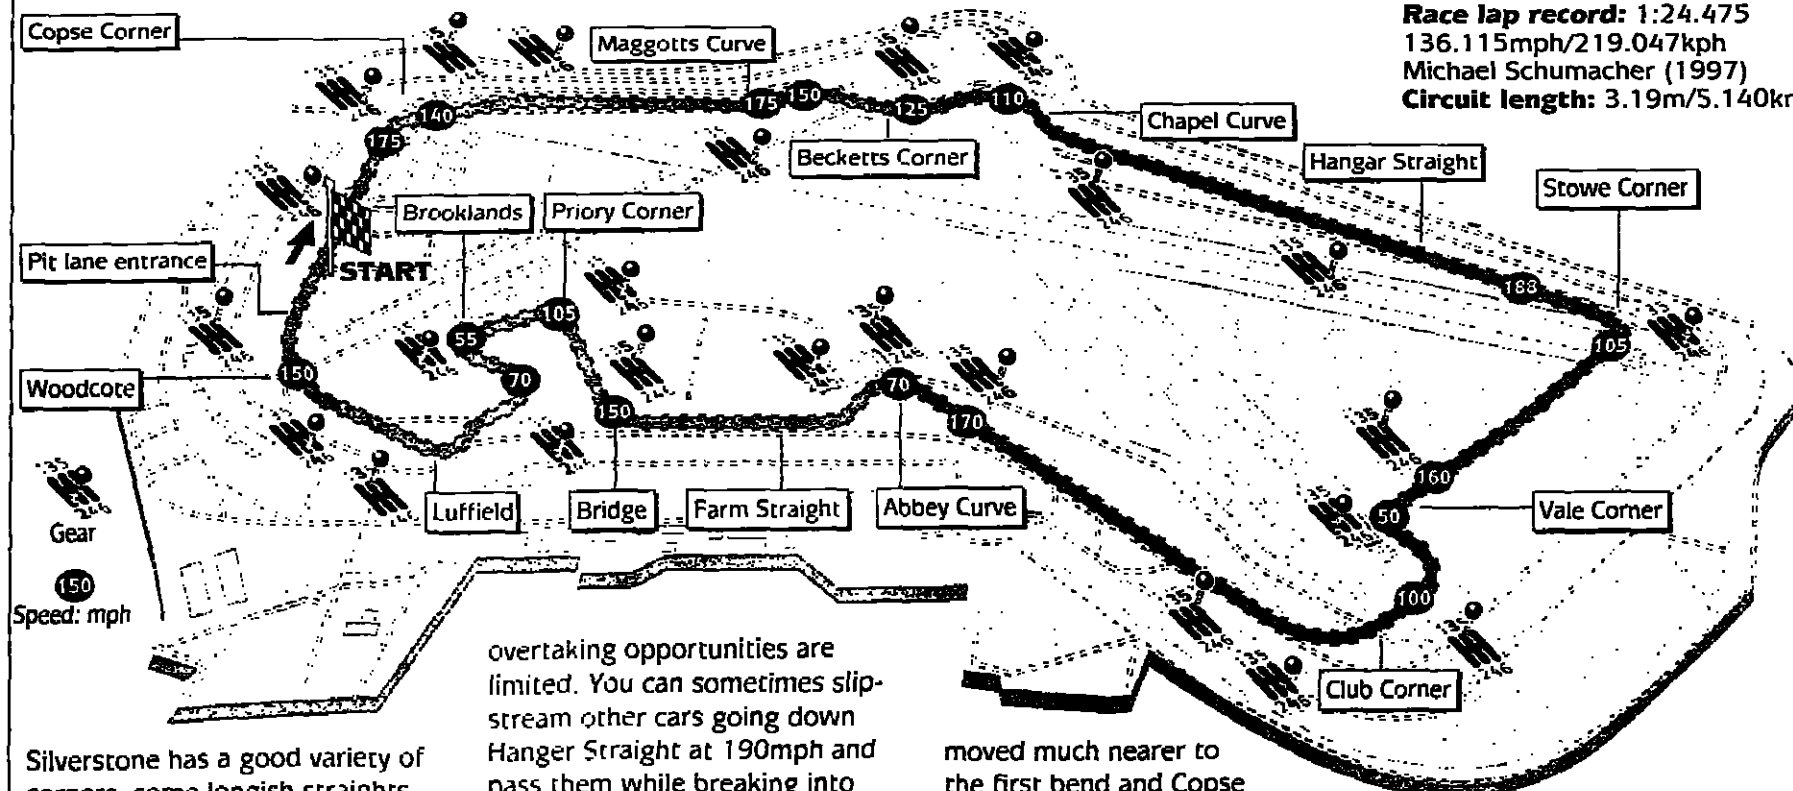 Copse Corner
Maggotts Curve
Race lap record: 1:24.475
136.115mph/219.047kph
Michael Schumacher (1997)
Circuit length: 3.19m/5.140km
175
140
175
150
125
110
Chapel Curve
Becketts Corner
Hangar Straight
Stowe Corner
Brooklands
Priory Corner
Pit lane entrance
START
188
105
105
55
70
150
70
170
150
Woodcote
160
50
Vale Corner
Luffield
Bridge
Farm Straight
Abbey Curve
Gear
150
Speed: mph
100
Club Corner
overtaking opportunities are
limited. You can sometimes slip-
stream other cars going down
Hanger Straight at 190mph and
pass them while breaking into
Silverstone has a good variety of
corners, some longish straights
moved much nearer to
the first bend and Copse